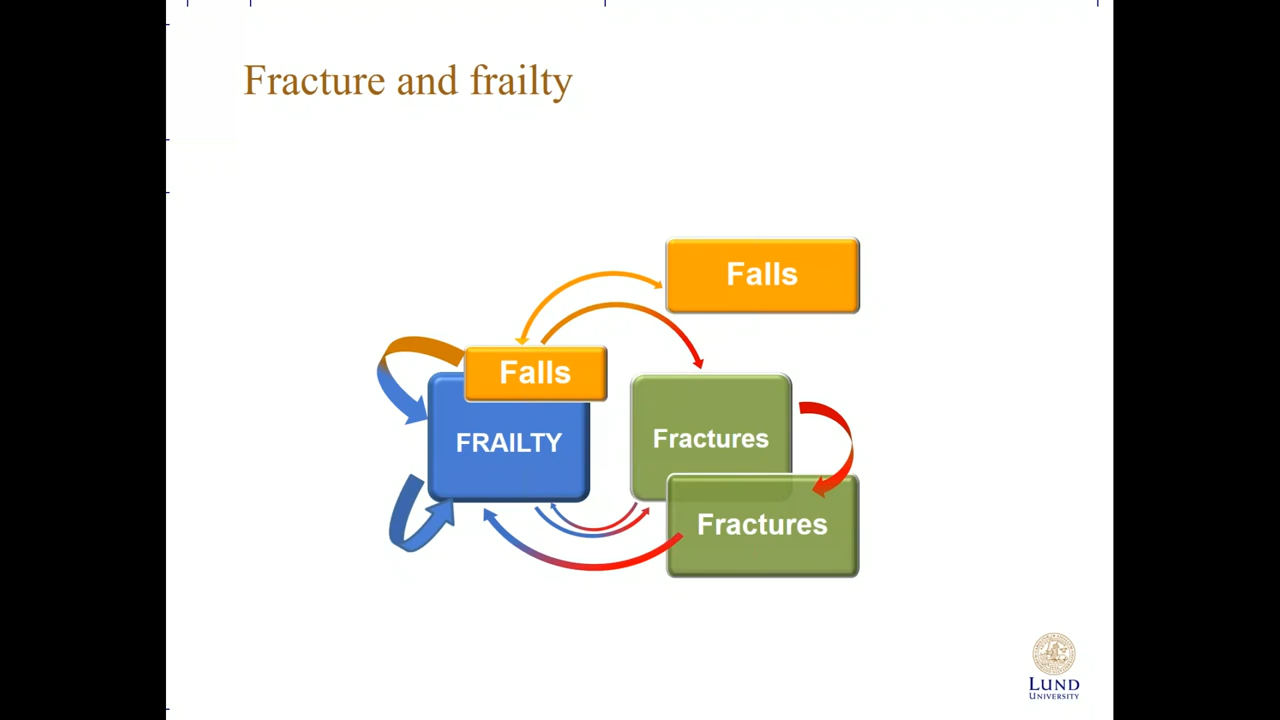 Fracture and frailty
Falls
Falls
FRAILTY
Fractures
Fractures
LUND
UNIVERSITY